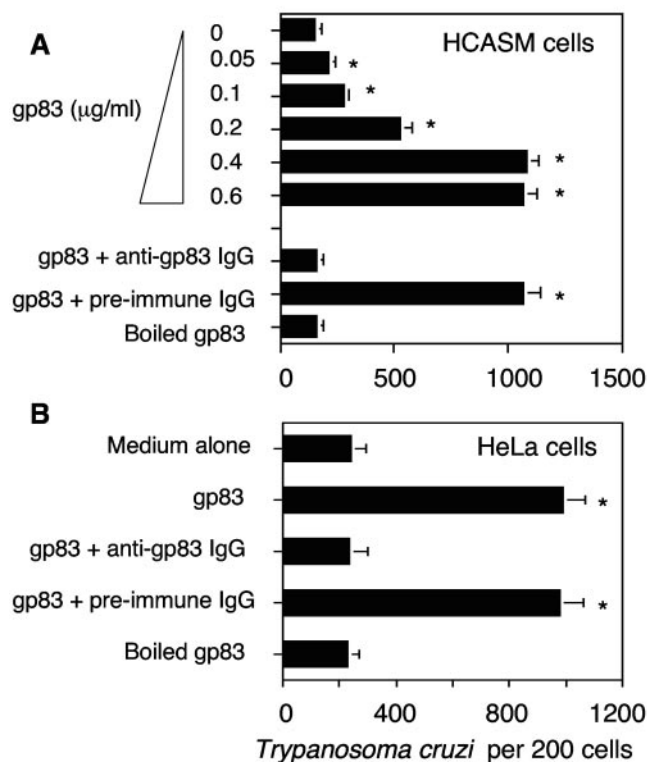 A
HCASM cells
gp83 (µg/ml)
0
0.05 *
0.1 *
0.2 *
0.4 *
0.6 *
gp83 + anti-gp83 IgG
gp83 + pre-immune IgG *
Boiled gp83
0 500 1000 1500
B
HeLa cells
Medium alone
gp83 *
gp83 + anti-gp83 IgG
gp83 + pre-immune IgG *
Boiled gp83
0 400 800 1200
Trypanosoma cruzi per 200 cells